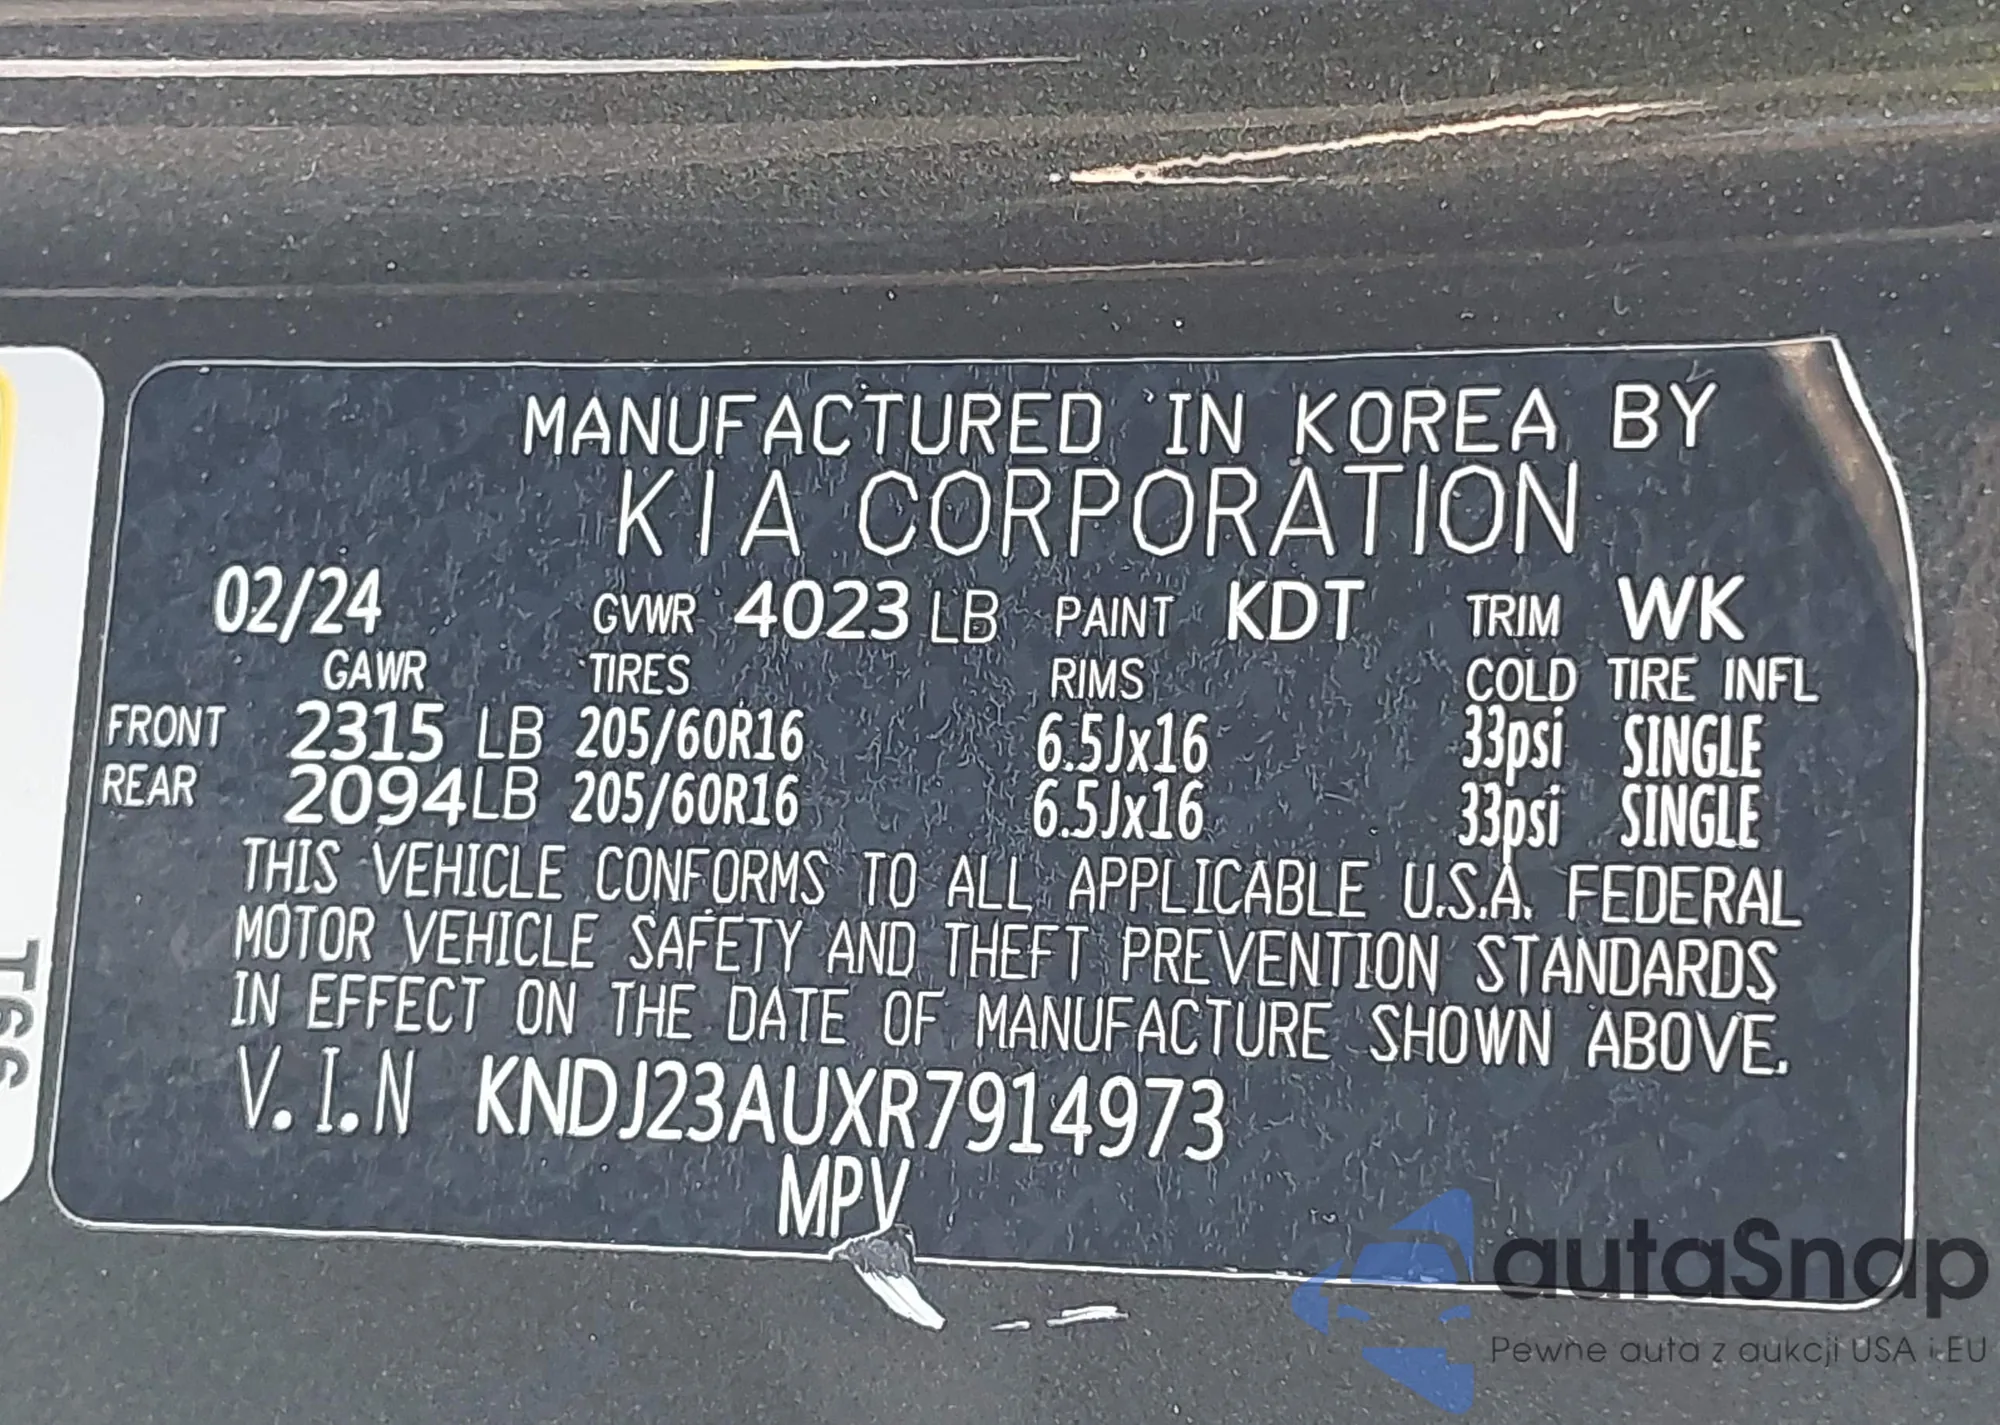 MANUFACTURED IN KOREA BY
KIA CORPORATION
02/24 GVWR 4023 LB PAINT KDT TRIM WK
GAWR TIRES RIMS COLD TIRE INFL
FRONT 2315 LB 205/60R16 6.5Jx16 33psi SINGLE
REAR 2094 LB 205/60R16 6.5Jx16 33psi SINGLE
THIS VEHICLE CONFORMS TO ALL APPLICABLE U.S.A. FEDERAL
MOTOR VEHICLE SAFETY AND THEFT PREVENTION STANDARDS
IN EFFECT ON THE DATE OF MANUFACTURE SHOWN ABOVE.
V.I.N KNDJ23AUXR7914973
MPV
autaSnap
Pewne auta z aukcji USA i EU